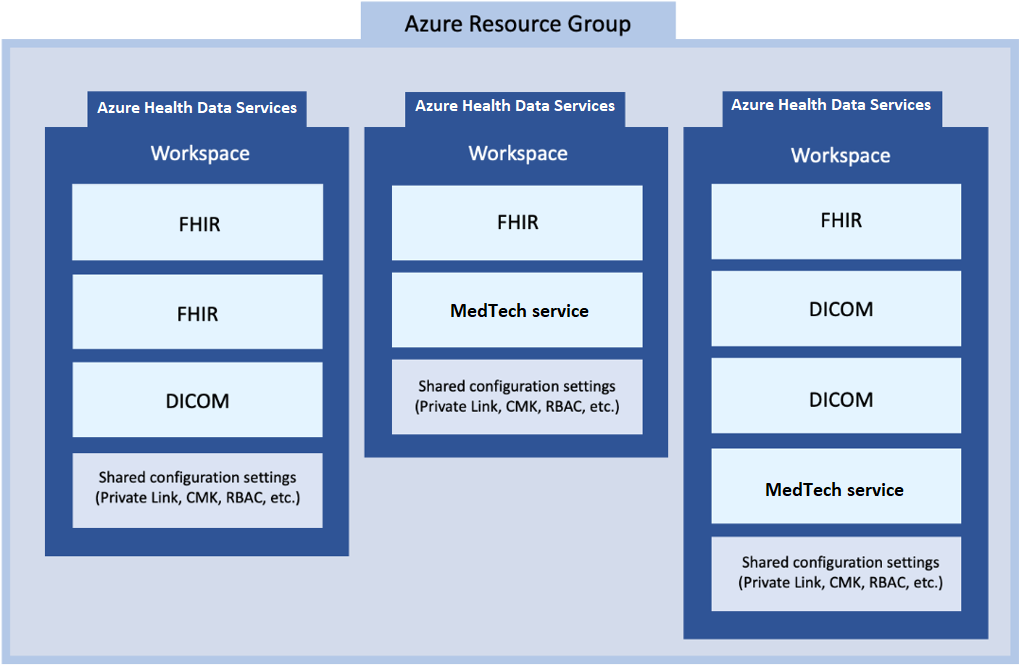 Azure Resource Group
Azure Health Data Services
Workspace
FHIR
FHIR
DICOM
Shared configuration settings
(Private Link, CMK, RBAC, etc.)
Azure Health Data Services
Workspace
FHIR
MedTech service
Shared configuration settings
(Private Link, CMK, RBAC, etc.)
Azure Health Data Services
Workspace
FHIR
DICOM
DICOM
MedTech service
Shared configuration settings
(Private Link, CMK, RBAC, etc.)